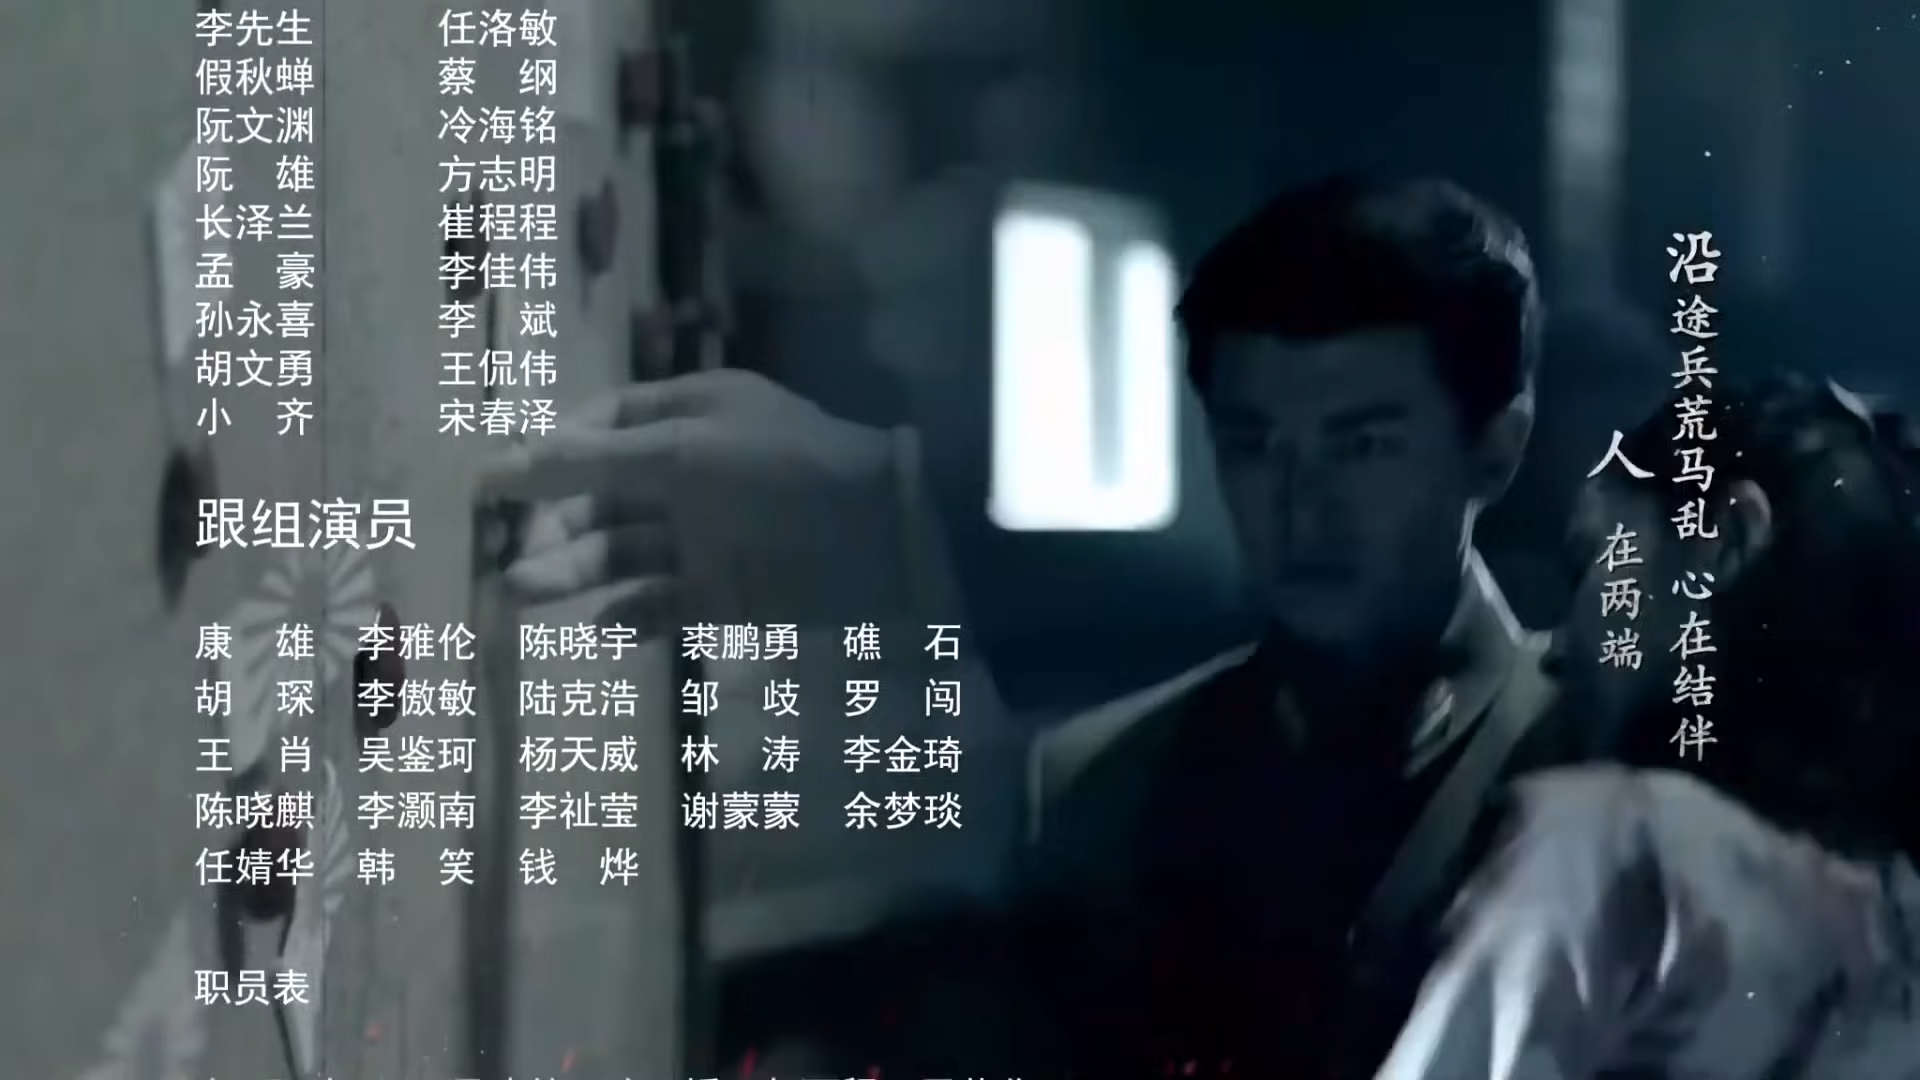 李先生 任洛敏
假秋蝉 蔡 纲
阮文渊 冷海铭
阮 雄 方志明
长泽兰 崔程程
孟 豪 李佳伟
孙永喜 李 斌
胡文勇 王侃伟
小 齐 宋春泽
跟组演员
康 雄 李雅伦 陈晓宇 裘鹏勇 礁 石
胡 琛 李傲敏 陆克浩 邹 歧 罗 闯
王 肖 吴鉴珂 杨天威 林 涛 李金琦
陈晓麒 李灏南 李祉莹 谢蒙蒙 余梦琰
任婧华 韩 笑 钱 烨
职员表
沿途兵荒马乱 心在结伴
人 在两端